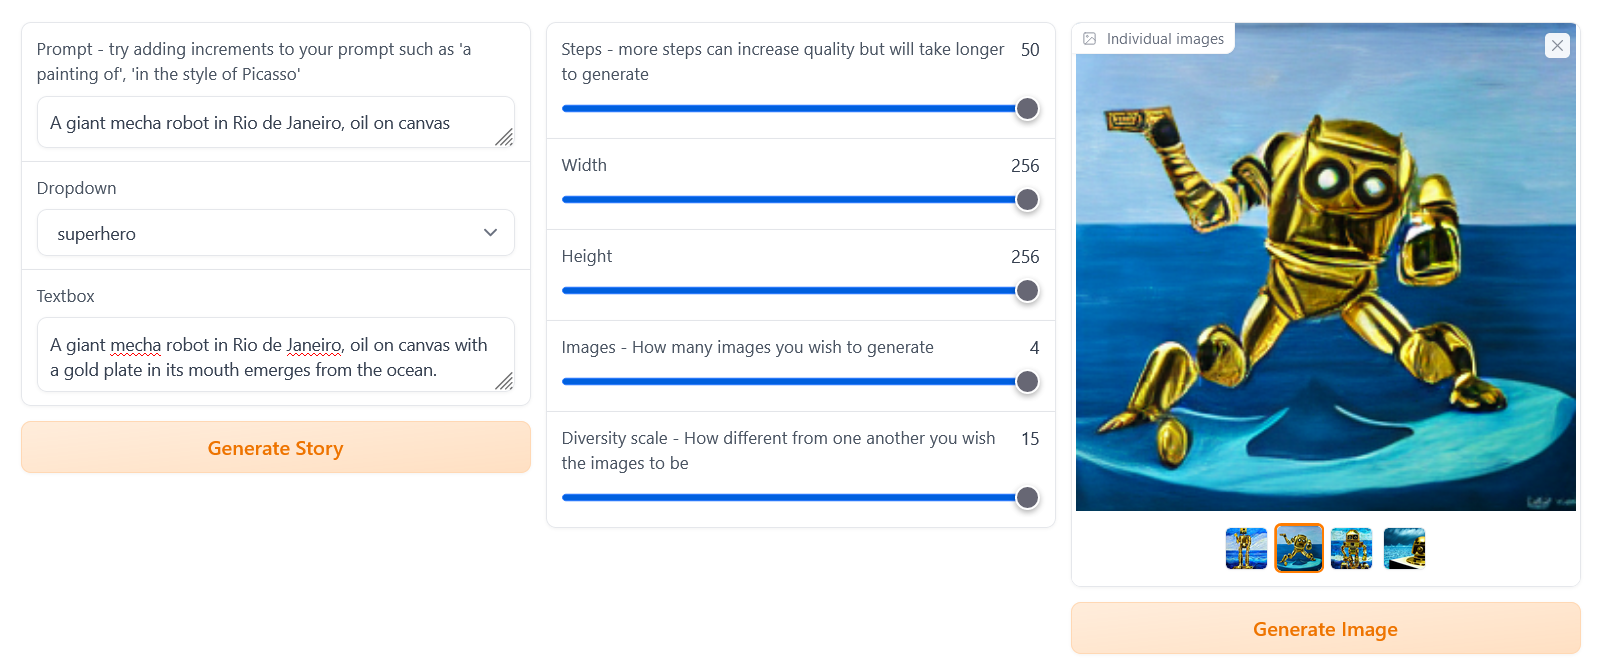 Prompt - try adding increments to your prompt such as 'a
painting of', 'in the style of Picasso'
A giant mecha robot in Rio de Janeiro, oil on canvas
Dropdown
superhero
Textbox
A giant mecha robot in Rio de Janeiro, oil on canvas with
a gold plate in its mouth emerges from the ocean.
Generate Story
Steps - more steps can increase quality but will take longer
to generate
50
Width
256
Height
256
Images - How many images you wish to generate
4
Diversity scale - How different from one another you wish
the images to be
15
Individual images
Generate Image